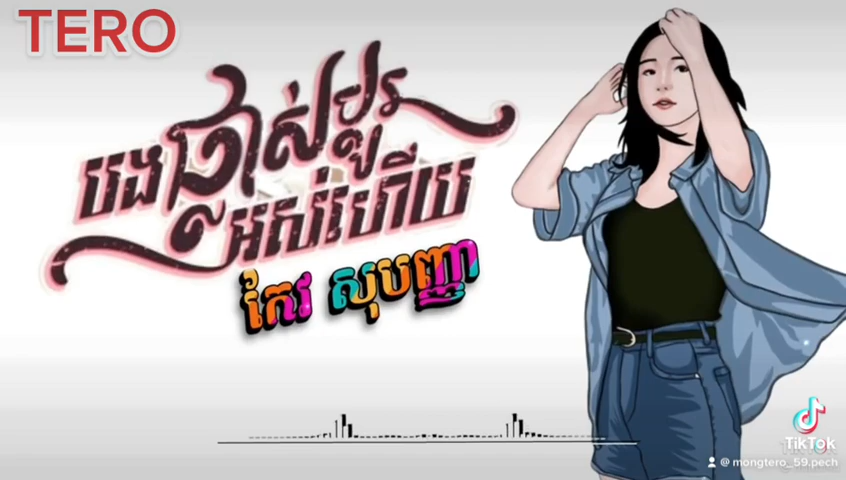 TERO
បងផ្លាស់ប្ដូរ
អស់ហើយ
កែវ សុបញ្ញា
TikTok
@ mongtero_59.pech